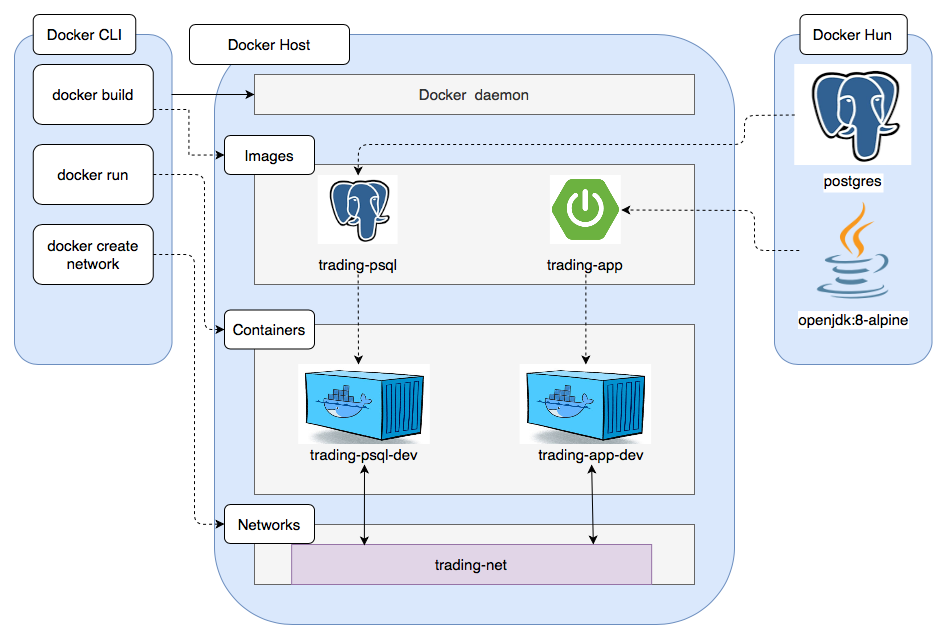 Docker CLI
docker build
docker run
docker create
network
Docker Host
Docker daemon
Images
trading-psql
trading-app
Containers
trading-psql-dev
trading-app-dev
Networks
trading-net
Docker Hun
postgres
openjdk:8-alpine